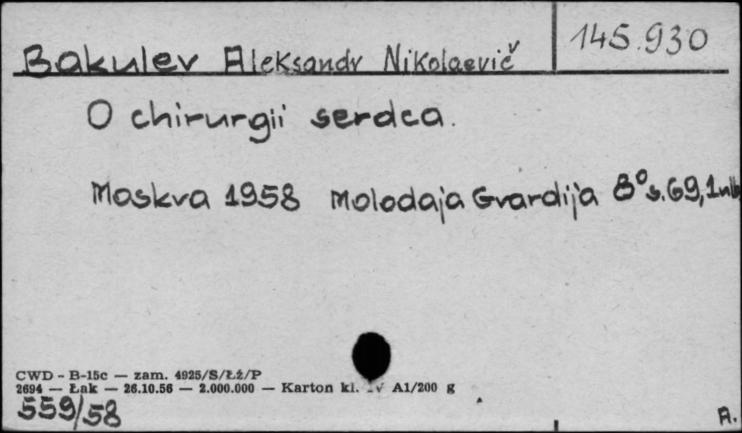 Bakulev Aleksandr Nikolaevič 145.930
O chirurgii serdca.
Moskva 1958 Molodaja Gvardija 8° s.69,1nlb
CWD - B-15c — zam. 4925/S/Łż/P
2694 — Łak — 26.10.56 — 2.000.000 — Karton kl. IV A1/200 g
559/58
A.